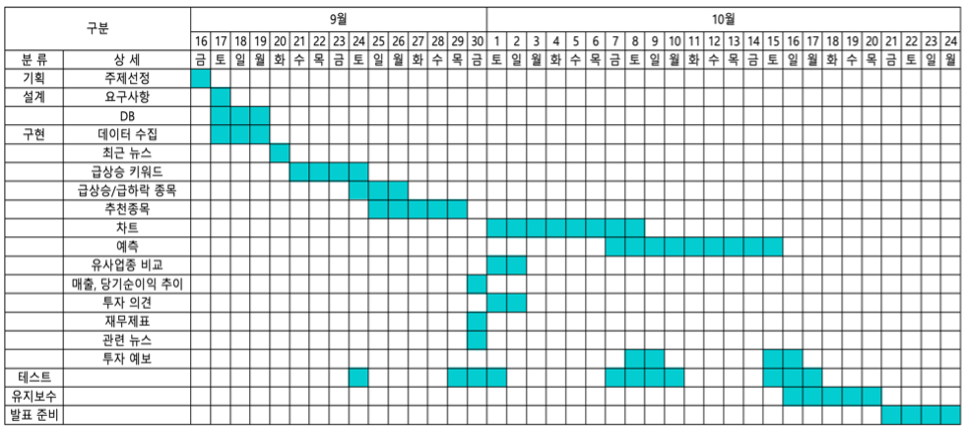 구분 9월 10월
16 17 18 19 20 21 22 23 24 25 26 27 28 29 30 1 2 3 4 5 6 7 8 9 10 11 12 13 14 15 16 17 18 19 20 21 22 23 24
분 류 상 세 금 토 일 월 화 수 목 금 토 일 월 화 수 목 금 토 일 월 화 수 목 금 토 일 월 화 수 목 금 토 일 월 화 수 목 금 토 일 월
기획 주제선정
설계 요구사항
DB
구현 데이터 수집
최근 뉴스
급상승 키워드
급상승/급하락 종목
추천종목
차트
예측
유사업종 비교
매출, 당기순이익 추이
투자 의견
재무제표
관련 뉴스
투자 예보
테스트
유지보수
발표 준비